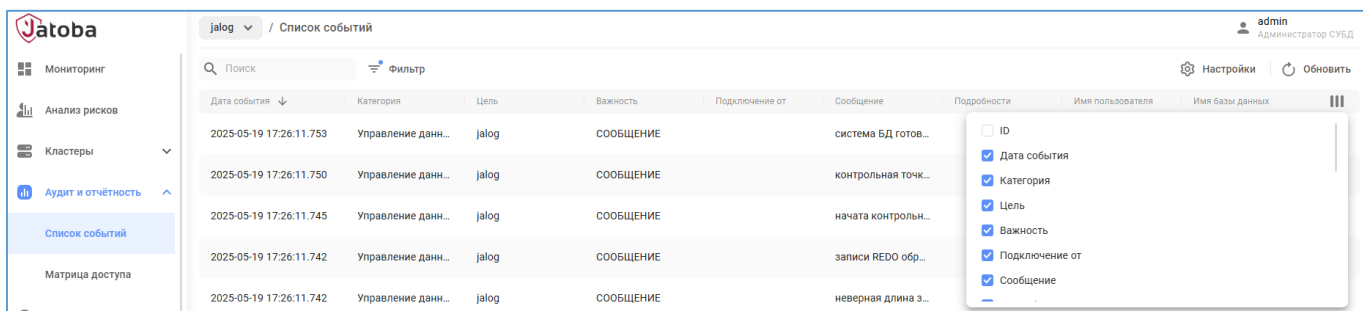 Jatoba
jalog / Список событий
admin
Администратор СУБД
Мониторинг
Поиск
Фильтр
Настройки
Обновить
Дата события Категория Цель Важность Подключение от Сообщение Подробности Имя пользователя Имя базы данных
Анализ рисков
2025-05-19 17:26:11.753 Управление данн... jalog СООБЩЕНИЕ система БД готов...
ID
Кластеры
Дата события
2025-05-19 17:26:11.750 Управление данн... jalog СООБЩЕНИЕ контрольная точк...
Категория
Аудит и отчётность
Цель
2025-05-19 17:26:11.745 Управление данн... jalog СООБЩЕНИЕ начата контрольн...
Список событий
Важность
2025-05-19 17:26:11.742 Управление данн... jalog СООБЩЕНИЕ записи REDO обр...
Подключение от
Матрица доступа
Сообщение
2025-05-19 17:26:11.742 Управление данн... jalog СООБЩЕНИЕ неверная длина з...